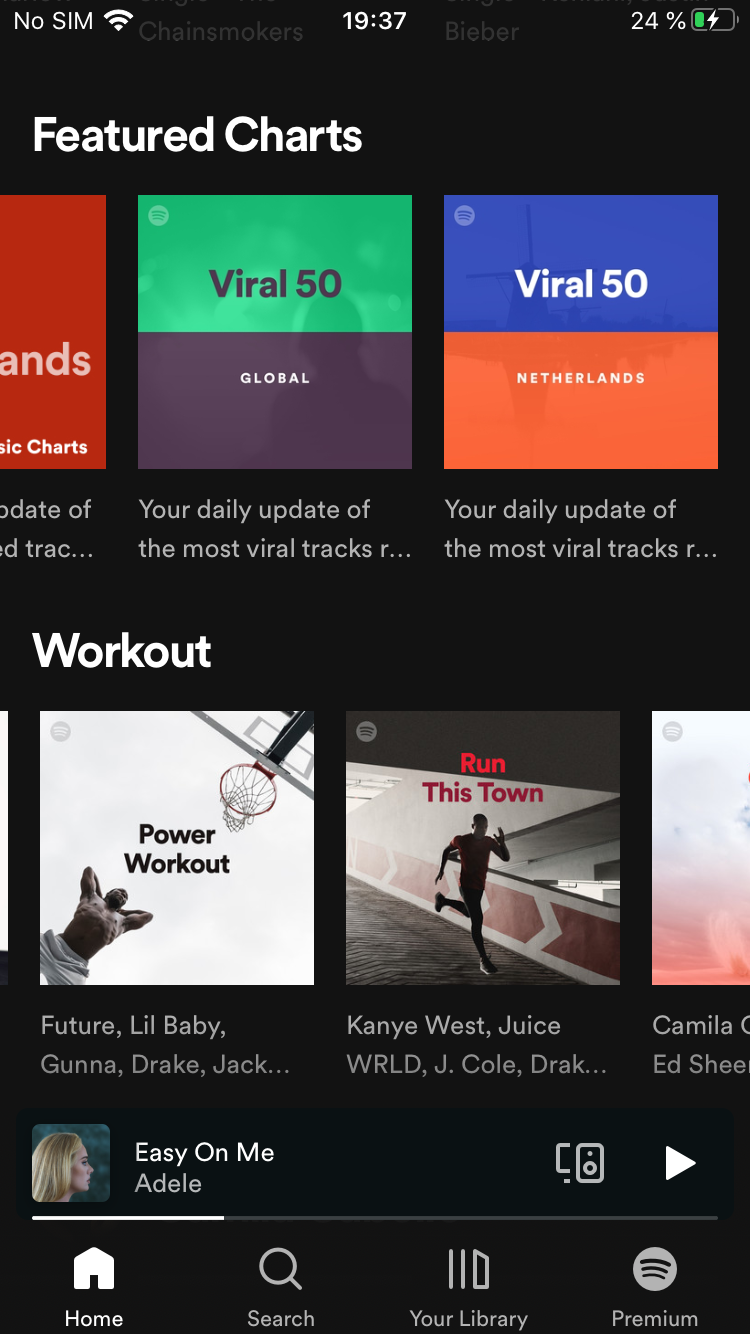 No SIM 19:37 24 %
Chainsmokers Bieber
Featured Charts
ands
sic Charts
Viral 50
GLOBAL
Viral 50
NETHERLANDS
pdate of
ed trac...
Your daily update of
the most viral tracks r...
Your daily update of
the most viral tracks r...
Workout
Power
Workout
Run
This Town
Future, Lil Baby,
Gunna, Drake, Jack...
Kanye West, Juice
WRLD, J. Cole, Drak...
Camila
Ed Sheer
Easy On Me
Adele
Home
Search
Your Library
Premium